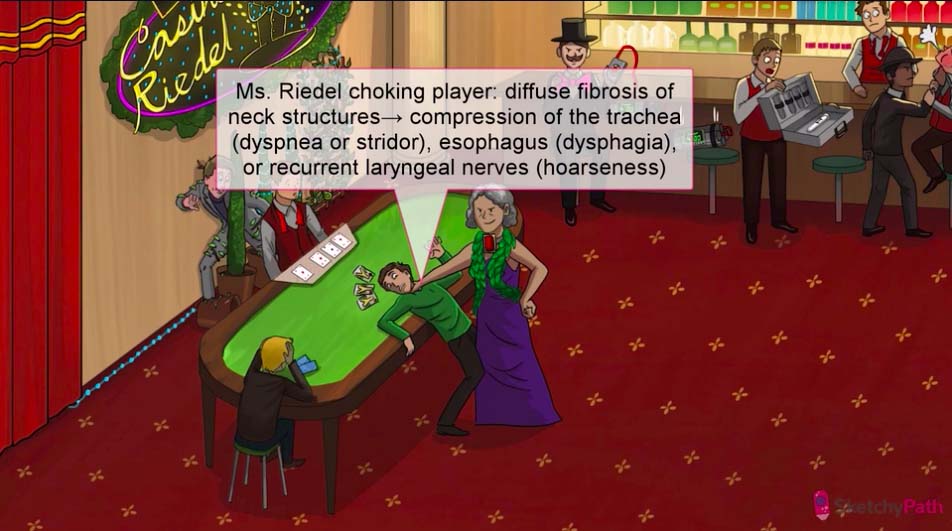 Casino
Riedel
Ms. Riedel choking player: diffuse fibrosis of
neck structures→ compression of the trachea
(dyspnea or stridor), esophagus (dysphagia),
or recurrent laryngeal nerves (hoarseness)
SketchyPath